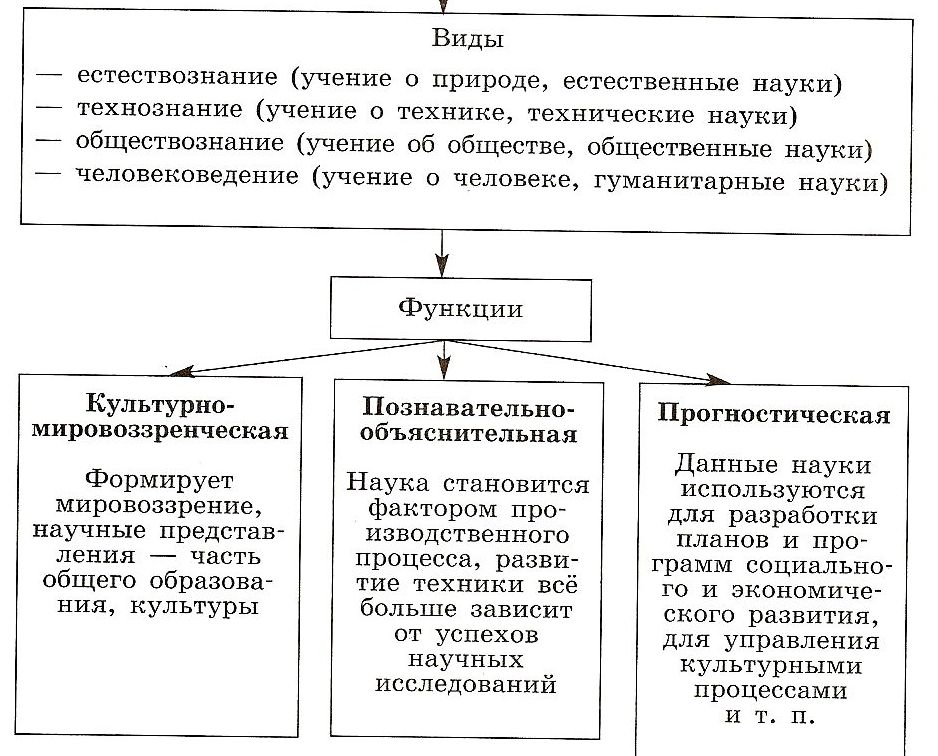 Виды
— естествознание (учение о природе, естественные науки)
— технознание (учение о технике, технические науки)
— обществознание (учение об обществе, общественные науки)
— человековедение (учение о человеке, гуманитарные науки)
Функции
Культурно-
мировоззренческая
Формирует
мировоззрение,
научные представ-
ления — часть
общего образова-
ния, культуры
Познавательно-
объяснительная
Наука становится
фактором про-
изводственного
процесса, разви-
тие техники всё
больше зависит
от успехов
научных
исследований
Прогностическая
Данные науки
используются
для разработки
планов и про-
грамм социально-
го и экономиче-
ского развития,
для управления
культурными
процессами
и т. п.